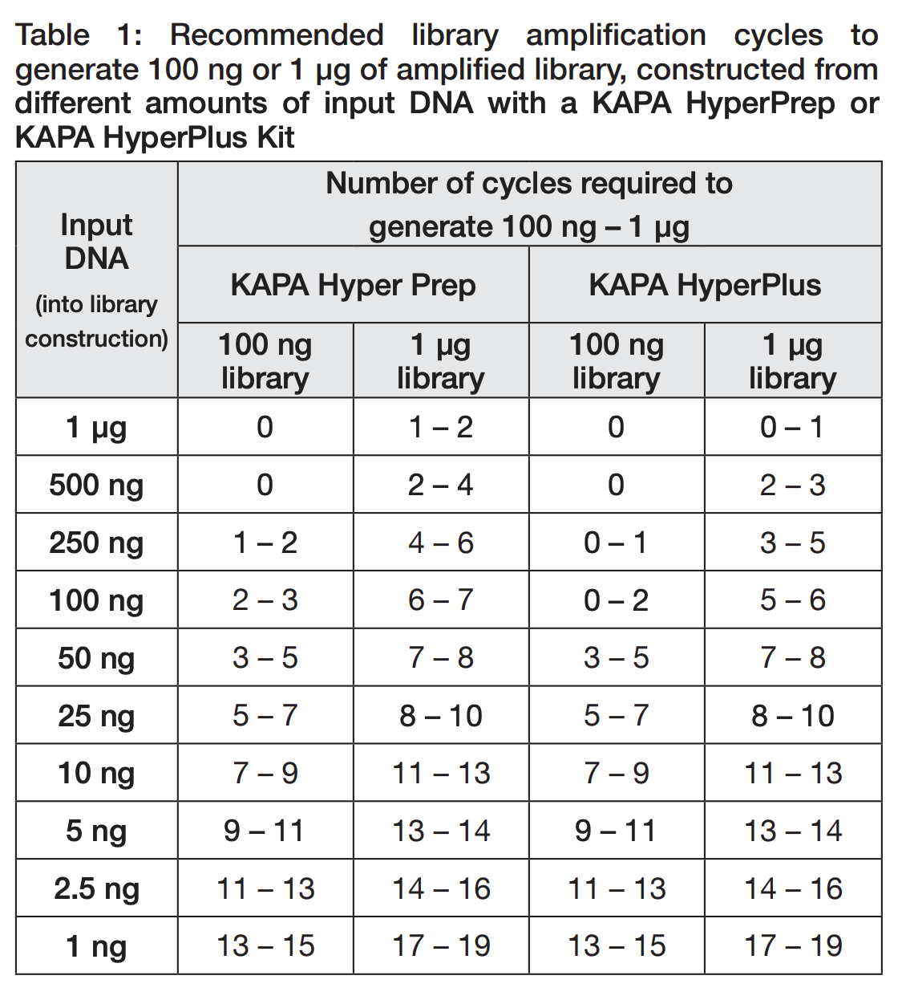 Table 1: Recommended library amplification cycles to
generate 100 ng or 1 µg of amplified library, constructed from
different amounts of input DNA with a KAPA HyperPrep or
KAPA HyperPlus Kit
Input
DNA
(into library
construction)
Number of cycles required to
generate 100 ng – 1 µg
KAPA Hyper Prep
KAPA HyperPlus
100 ng
library
1 µg
library
100 ng
library
1 µg
library
1 µg 0 1 – 2 0 0 – 1
500 ng 0 2 – 4 0 2 – 3
250 ng 1 – 2 4 – 6 0 – 1 3 – 5
100 ng 2 – 3 6 – 7 0 – 2 5 – 6
50 ng 3 – 5 7 – 8 3 – 5 7 – 8
25 ng 5 – 7 8 – 10 5 – 7 8 – 10
10 ng 7 – 9 11 – 13 7 – 9 11 – 13
5 ng 9 – 11 13 – 14 9 – 11 13 – 14
2.5 ng 11 – 13 14 – 16 11 – 13 14 – 16
1 ng 13 – 15 17 – 19 13 – 15 17 – 19